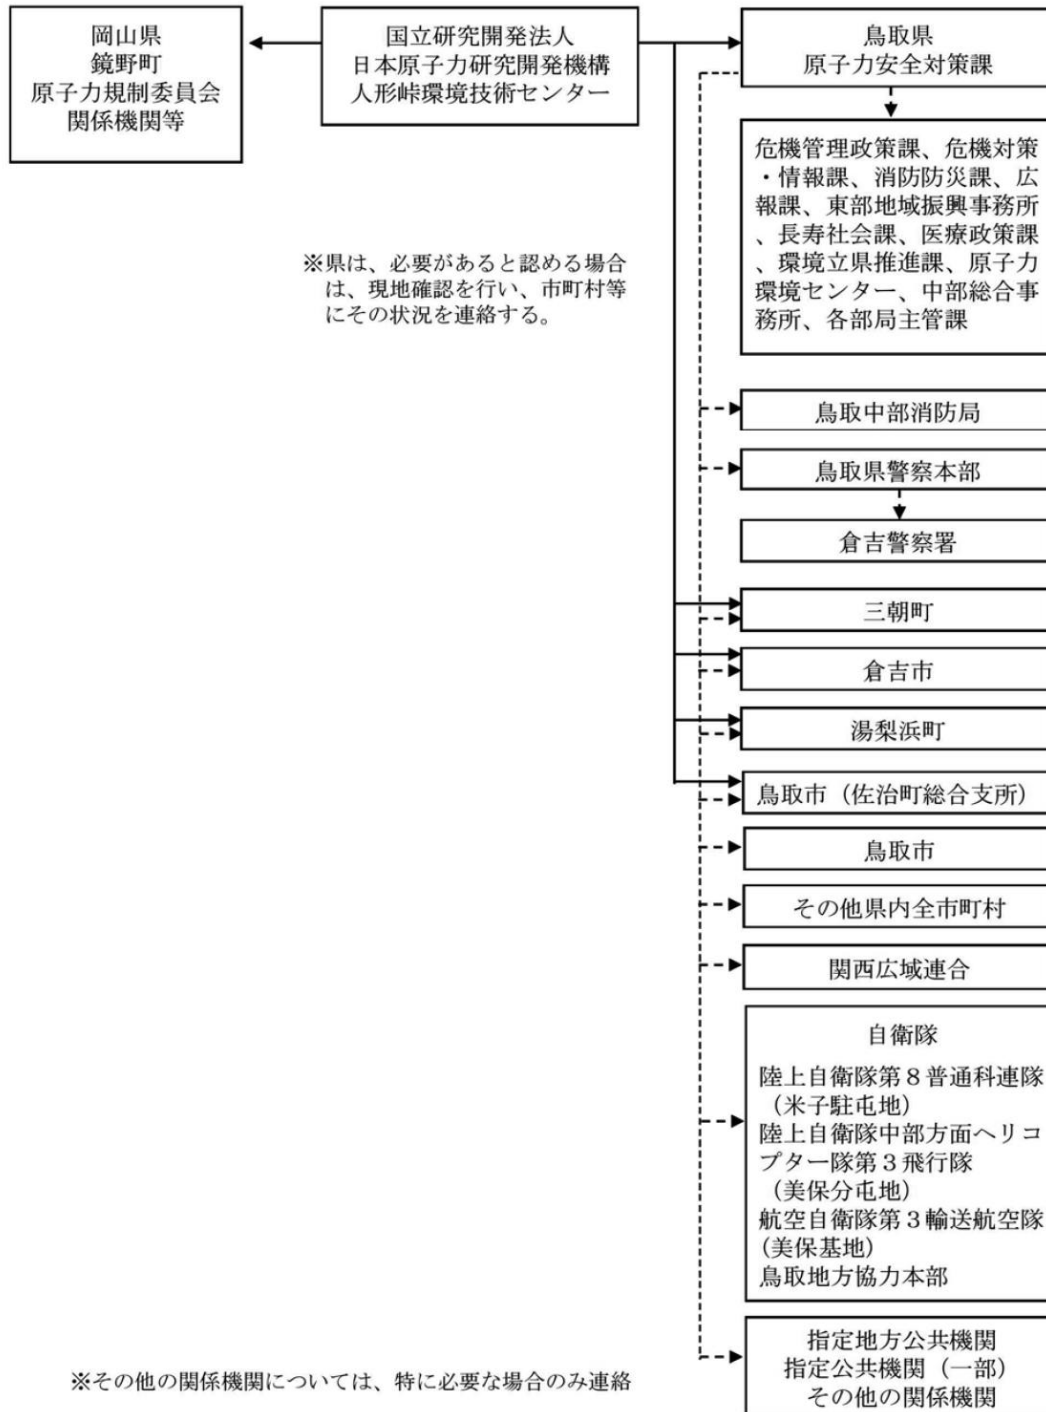 岡山県
鏡野町
原子力規制委員会
関係機関等
国立研究開発法人
日本原子力研究開発機構
人形峠環境技術センター
鳥取県
原子力安全対策課
危機管理政策課、危機対策
・情報課、消防防災課、広
報課、東部地域振興事務所
、長寿社会課、医療政策課
、環境立県推進課、原子力
環境センター、中部総合事
務所、各部局主管課
※県は、必要があると認める場合
は、現地確認を行い、市町村等
にその状況を連絡する。
鳥取中部消防局
鳥取県警察本部
倉吉警察署
三朝町
倉吉市
湯梨浜町
鳥取市（佐治町総合支所）
鳥取市
その他県内全市町村
関西広域連合
自衛隊
陸上自衛隊第８普通科連隊
（米子駐屯地）
陸上自衛隊中部方面ヘリコ
プター隊第３飛行隊
（美保分屯地）
航空自衛隊第３輸送航空隊
(美保基地)
鳥取地方協力本部
指定地方公共機関
指定公共機関（一部）
その他の関係機関
※その他の関係機関については、特に必要な場合のみ連絡